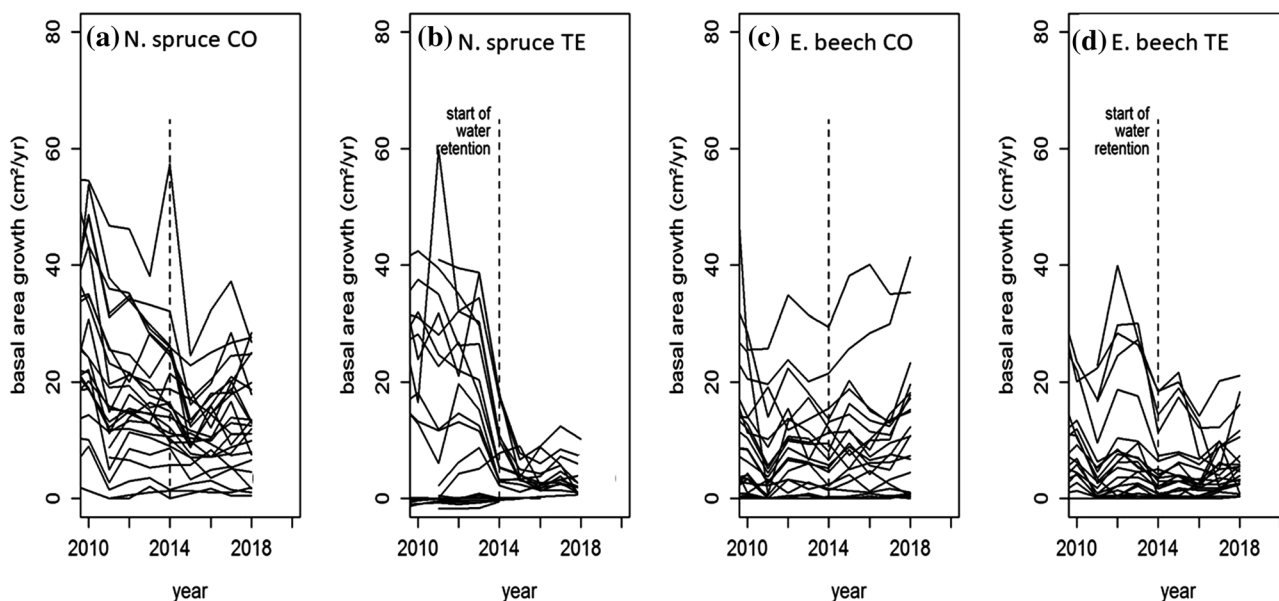 (a) N. spruce CO
80
60
40
20
0
basal area growth (cm²/yr)
2010 2014 2018
year
(b) N. spruce TE
start of
water
retention
80
60
40
20
0
basal area growth (cm²/yr)
2010 2014 2018
year
(c) E. beech CO
80
60
40
20
0
basal area growth (cm²/yr)
2010 2014 2018
year
(d) E. beech TE
start of
water
retention
80
60
40
20
0
basal area growth (cm²/yr)
2010 2014 2018
year